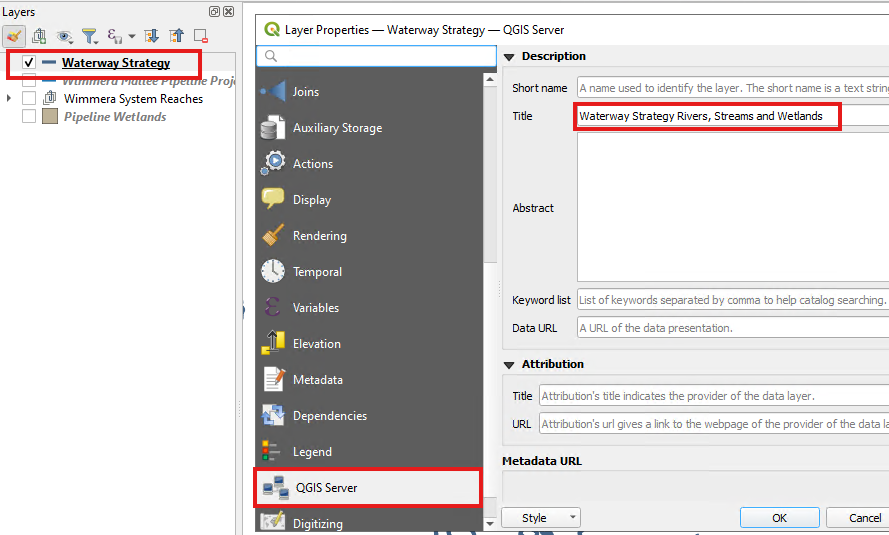 Layers
Waterway Strategy
Wimmera Mallee Pipeline Proje
Wimmera System Reaches
Pipeline Wetlands
Layer Properties — Waterway Strategy — QGIS Server
Joins
Auxiliary Storage
Actions
Display
Rendering
Temporal
Variables
Elevation
Metadata
Dependencies
Legend
QGIS Server
Digitizing
Description
Short name
A name used to identify the layer. The short name is a text string
Title
Waterway Strategy Rivers, Streams and Wetlands
Abstract
Keyword list
List of keywords separated by comma to help catalog searching.
Data URL
A URL of the data presentation.
Attribution
Title
Attribution's title indicates the provider of the data layer.
URL
Attribution's url gives a link to the webpage of the provider of the data la
Metadata URL
Style
OK
Cancel